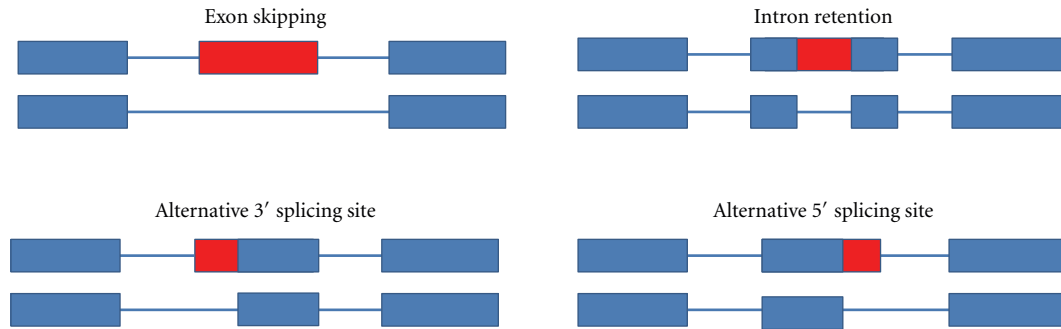 Exon skipping
Intron retention
Alternative 3′ splicing site
Alternative 5′ splicing site